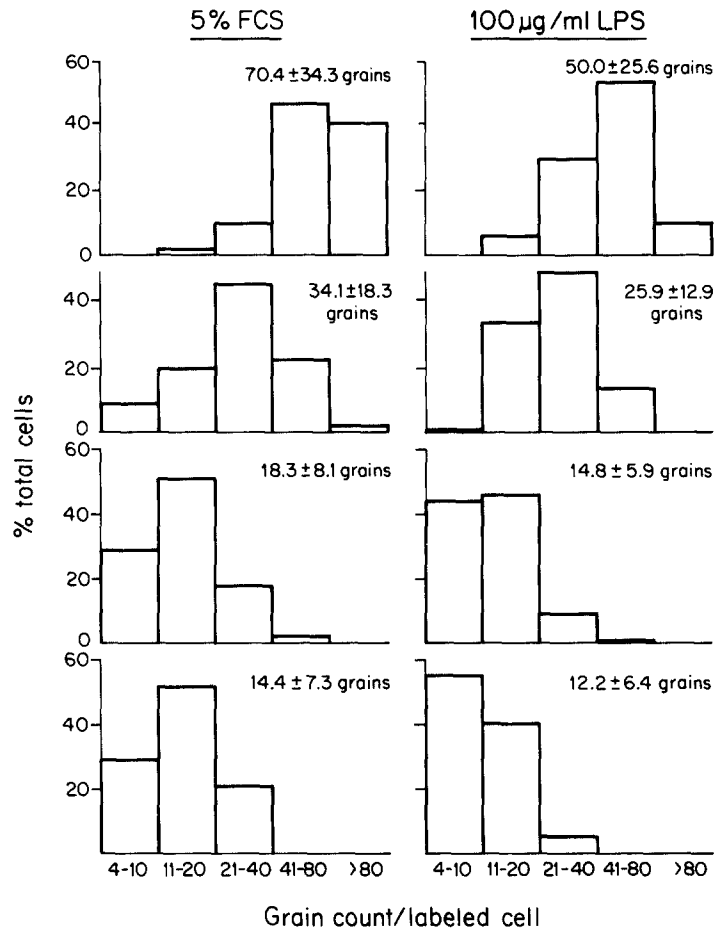 5% FCS
100 µg/ml LPS
70.4 ±34.3 grains
50.0±25.6 grains
60
40
20
0
34.1±18.3
grains
25.9 ±12.9
grains
40
20
0
18.3±8.1 grains
14.8±5.9 grains
60
40
20
0
14.4±7.3 grains
12.2±6.4 grains
60
40
20
% total cells
4-10 11-20 21-40 41-80 >80
4-10 11-20 21-40 41-80 >80
Grain count/labeled cell